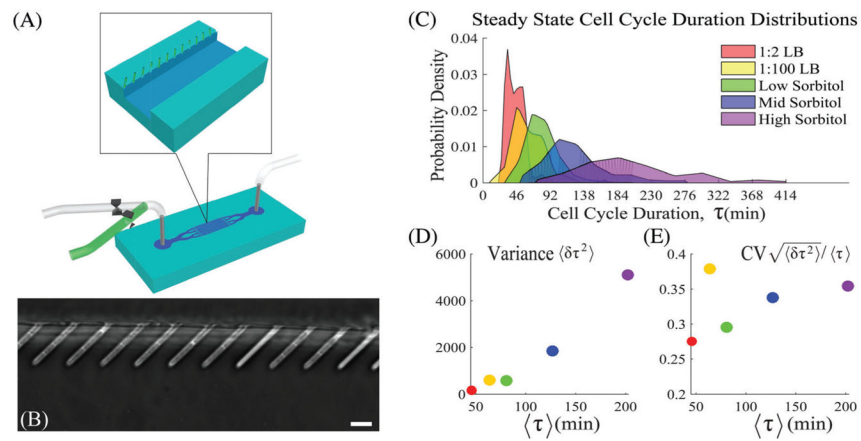 (A)
(B)
(C) Steady State Cell Cycle Duration Distributions
Probability Density
0.04
0.03
0.02
0.01
0
1:2 LB
1:100 LB
Low Sorbitol
Mid Sorbitol
High Sorbitol
0 46 92 138 184 230 276 322 368 414
Cell Cycle Duration, τ(min)
(D)
Variance ⟨δτ²⟩
6000
4000
2000
0
50 100 150 200
⟨τ⟩(min)
(E)
CV √⟨δτ²⟩/⟨τ⟩
0.4
0.35
0.3
0.25
0.2
50 100 150 200
⟨τ⟩(min)